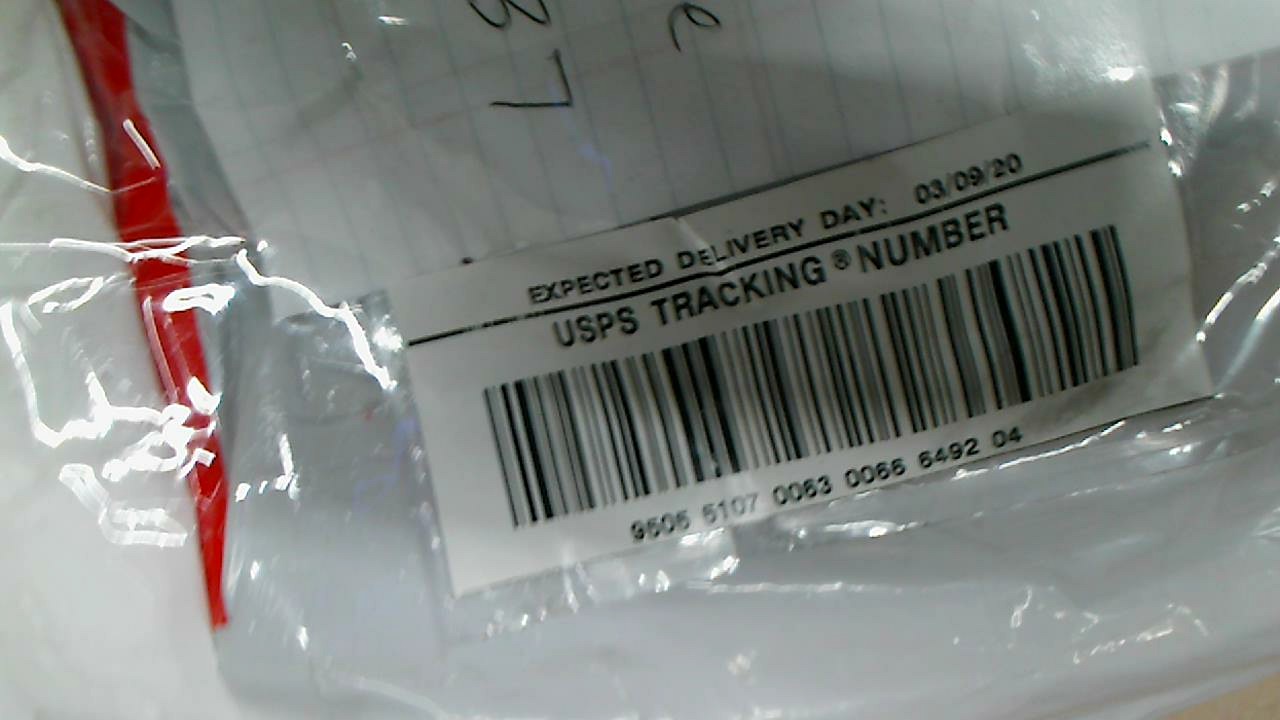 EXPECTED DELIVERY DAY: 03/09/20
USPS TRACKING ® NUMBER
9505 5107 0063 0066 6492 04